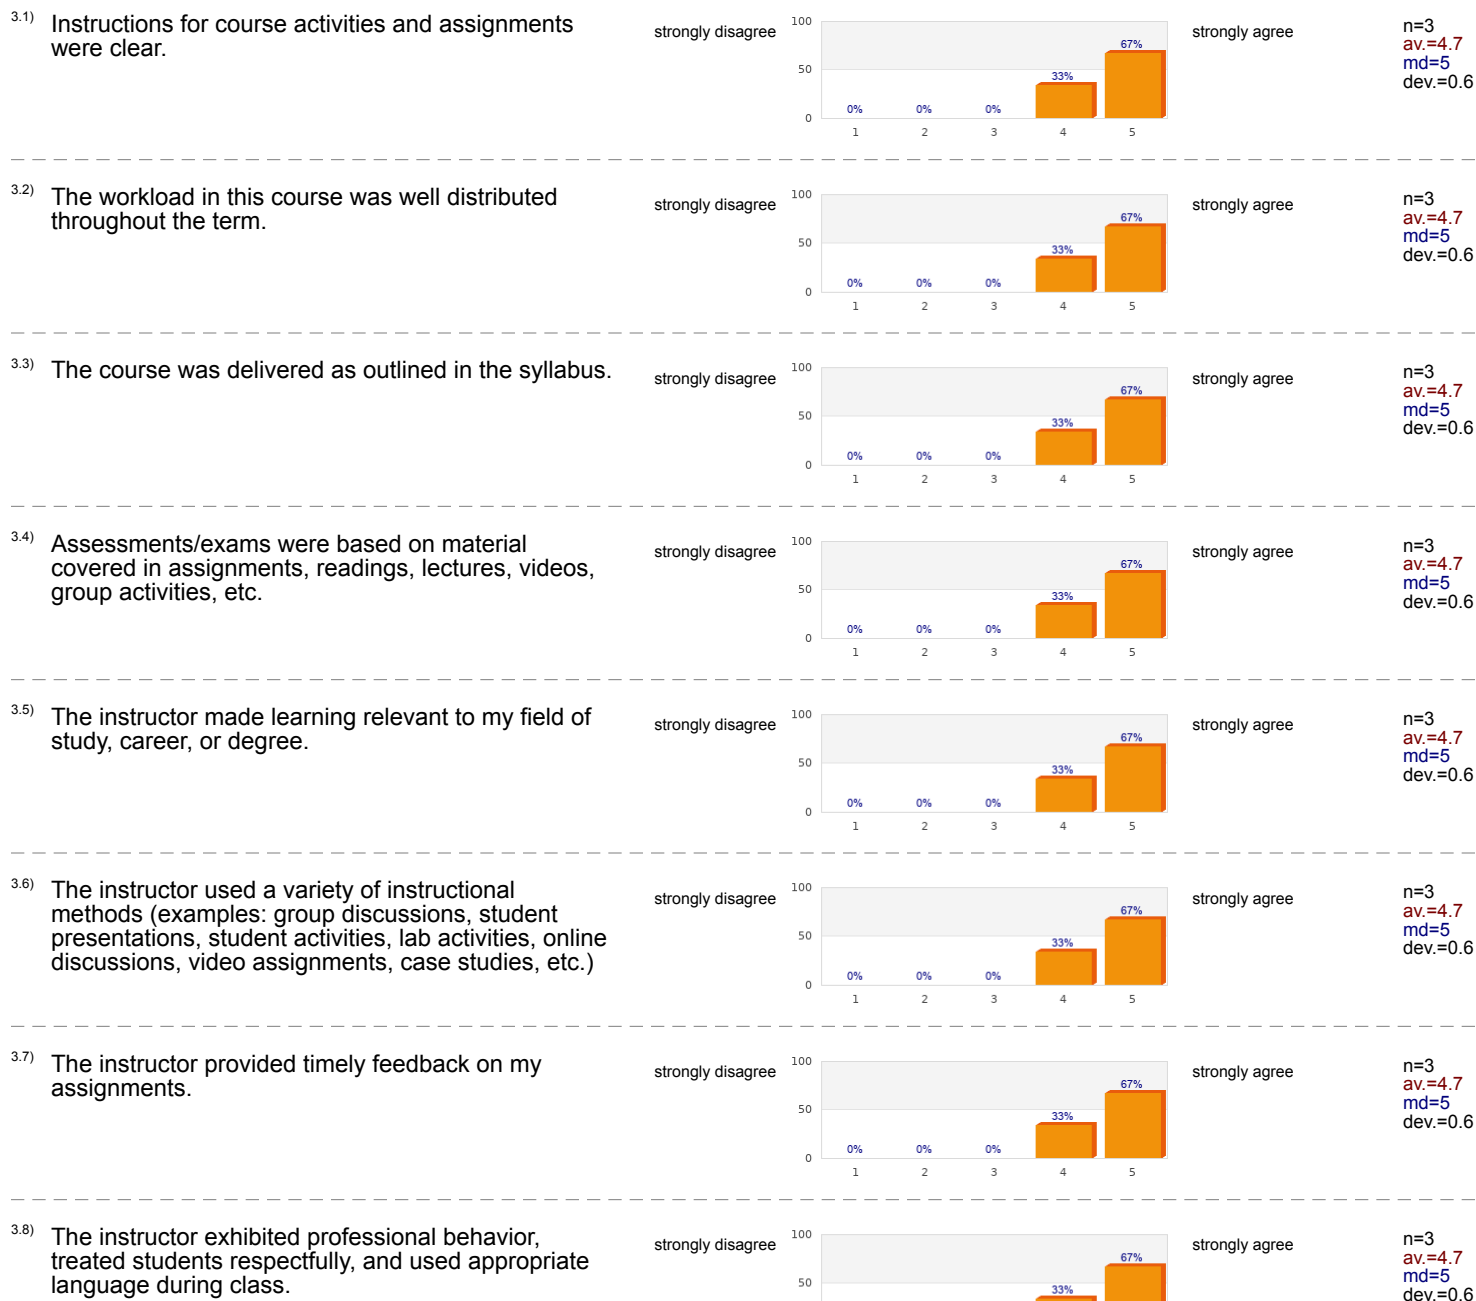 3.1) Instructions for course activities and assignments
were clear.
strongly disagree
100
50
0
0%
0%
0%
33%
67%
1
2
3
4
5
strongly agree
n=3
av.=4.7
md=5
dev.=0.6
3.2) The workload in this course was well distributed
throughout the term.
strongly disagree
100
50
0
0%
0%
0%
33%
67%
1
2
3
4
5
strongly agree
n=3
av.=4.7
md=5
dev.=0.6
3.3) The course was delivered as outlined in the syllabus.
strongly disagree
100
50
0
0%
0%
0%
33%
67%
1
2
3
4
5
strongly agree
n=3
av.=4.7
md=5
dev.=0.6
3.4) Assessments/exams were based on material
covered in assignments, readings, lectures, videos,
group activities, etc.
strongly disagree
100
50
0
0%
0%
0%
33%
67%
1
2
3
4
5
strongly agree
n=3
av.=4.7
md=5
dev.=0.6
3.5) The instructor made learning relevant to my field of
study, career, or degree.
strongly disagree
100
50
0
0%
0%
0%
33%
67%
1
2
3
4
5
strongly agree
n=3
av.=4.7
md=5
dev.=0.6
3.6) The instructor used a variety of instructional
methods (examples: group discussions, student
presentations, student activities, lab activities, online
discussions, video assignments, case studies, etc.)
strongly disagree
100
50
0
0%
0%
0%
33%
67%
1
2
3
4
5
strongly agree
n=3
av.=4.7
md=5
dev.=0.6
3.7) The instructor provided timely feedback on my
assignments.
strongly disagree
100
50
0
0%
0%
0%
33%
67%
1
2
3
4
5
strongly agree
n=3
av.=4.7
md=5
dev.=0.6
3.8) The instructor exhibited professional behavior,
treated students respectfully, and used appropriate
language during class.
strongly disagree
100
50
33%
67%
strongly agree
n=3
av.=4.7
md=5
dev.=0.6